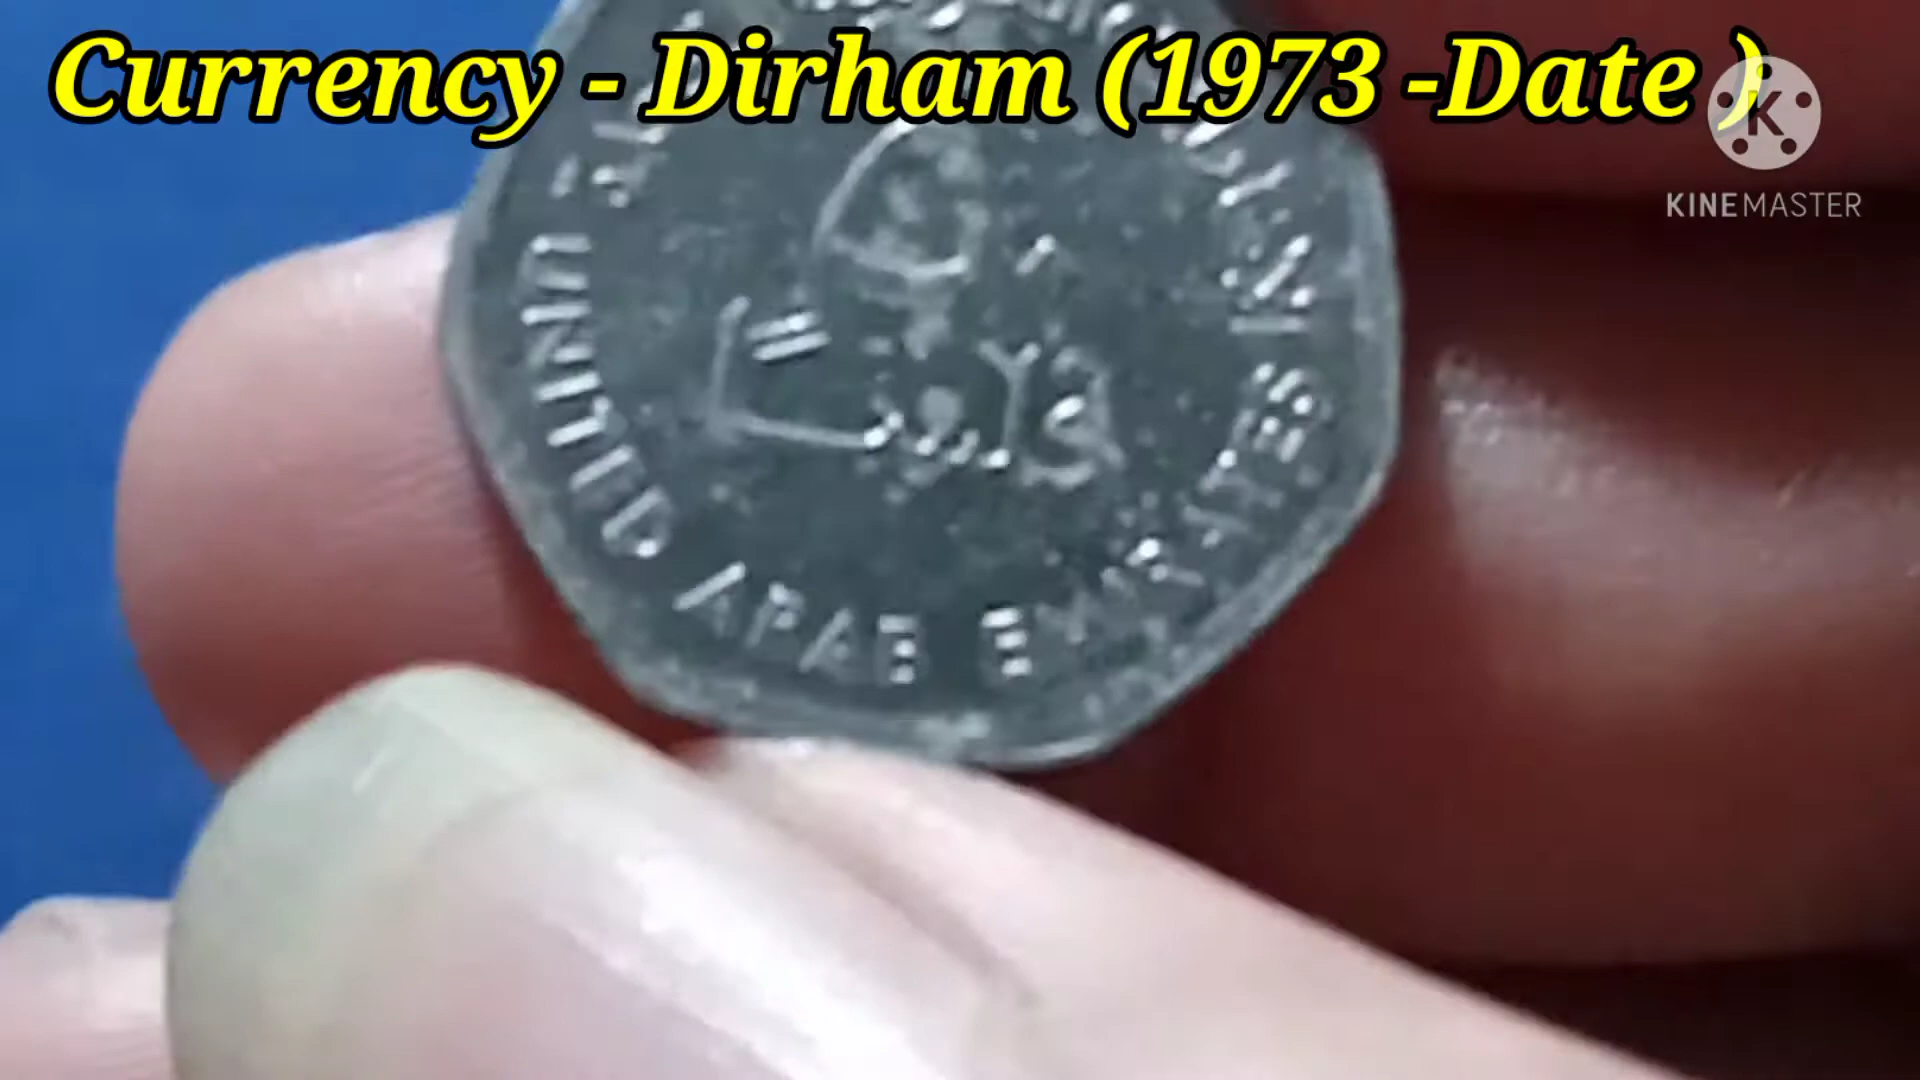 Currency - Dirham (1973 -Date )
K
KINEMASTER
UNITED ARAB EMIRATES